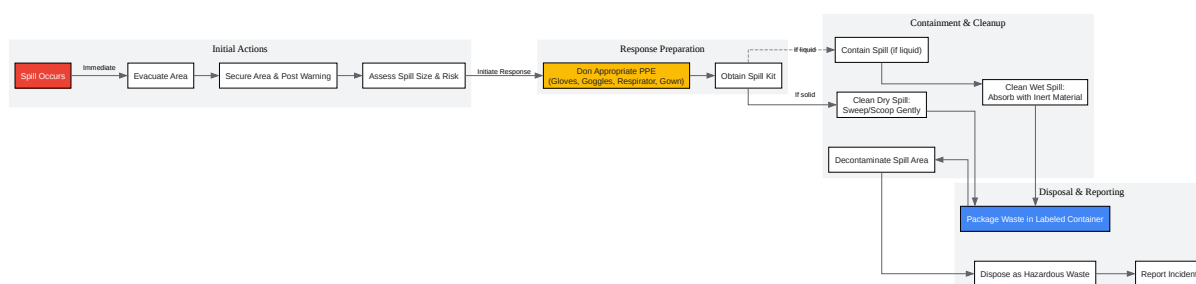 Initial Actions
Spill Occurs
Immediate
Evacuate Area
Secure Area & Post Warning
Assess Spill Size & Risk
Initiate Response
Response Preparation
Don Appropriate PPE
(Gloves, Goggles, Respirator, Gown)
Obtain Spill Kit
If liquid
If solid
Containment & Cleanup
Contain Spill (if liquid)
Clean Wet Spill:
Absorb with Inert Material
Clean Dry Spill:
Sweep/Scoop Gently
Decontaminate Spill Area
Disposal & Reporting
Package Waste in Labeled Container
Dispose as Hazardous Waste
Report Incident